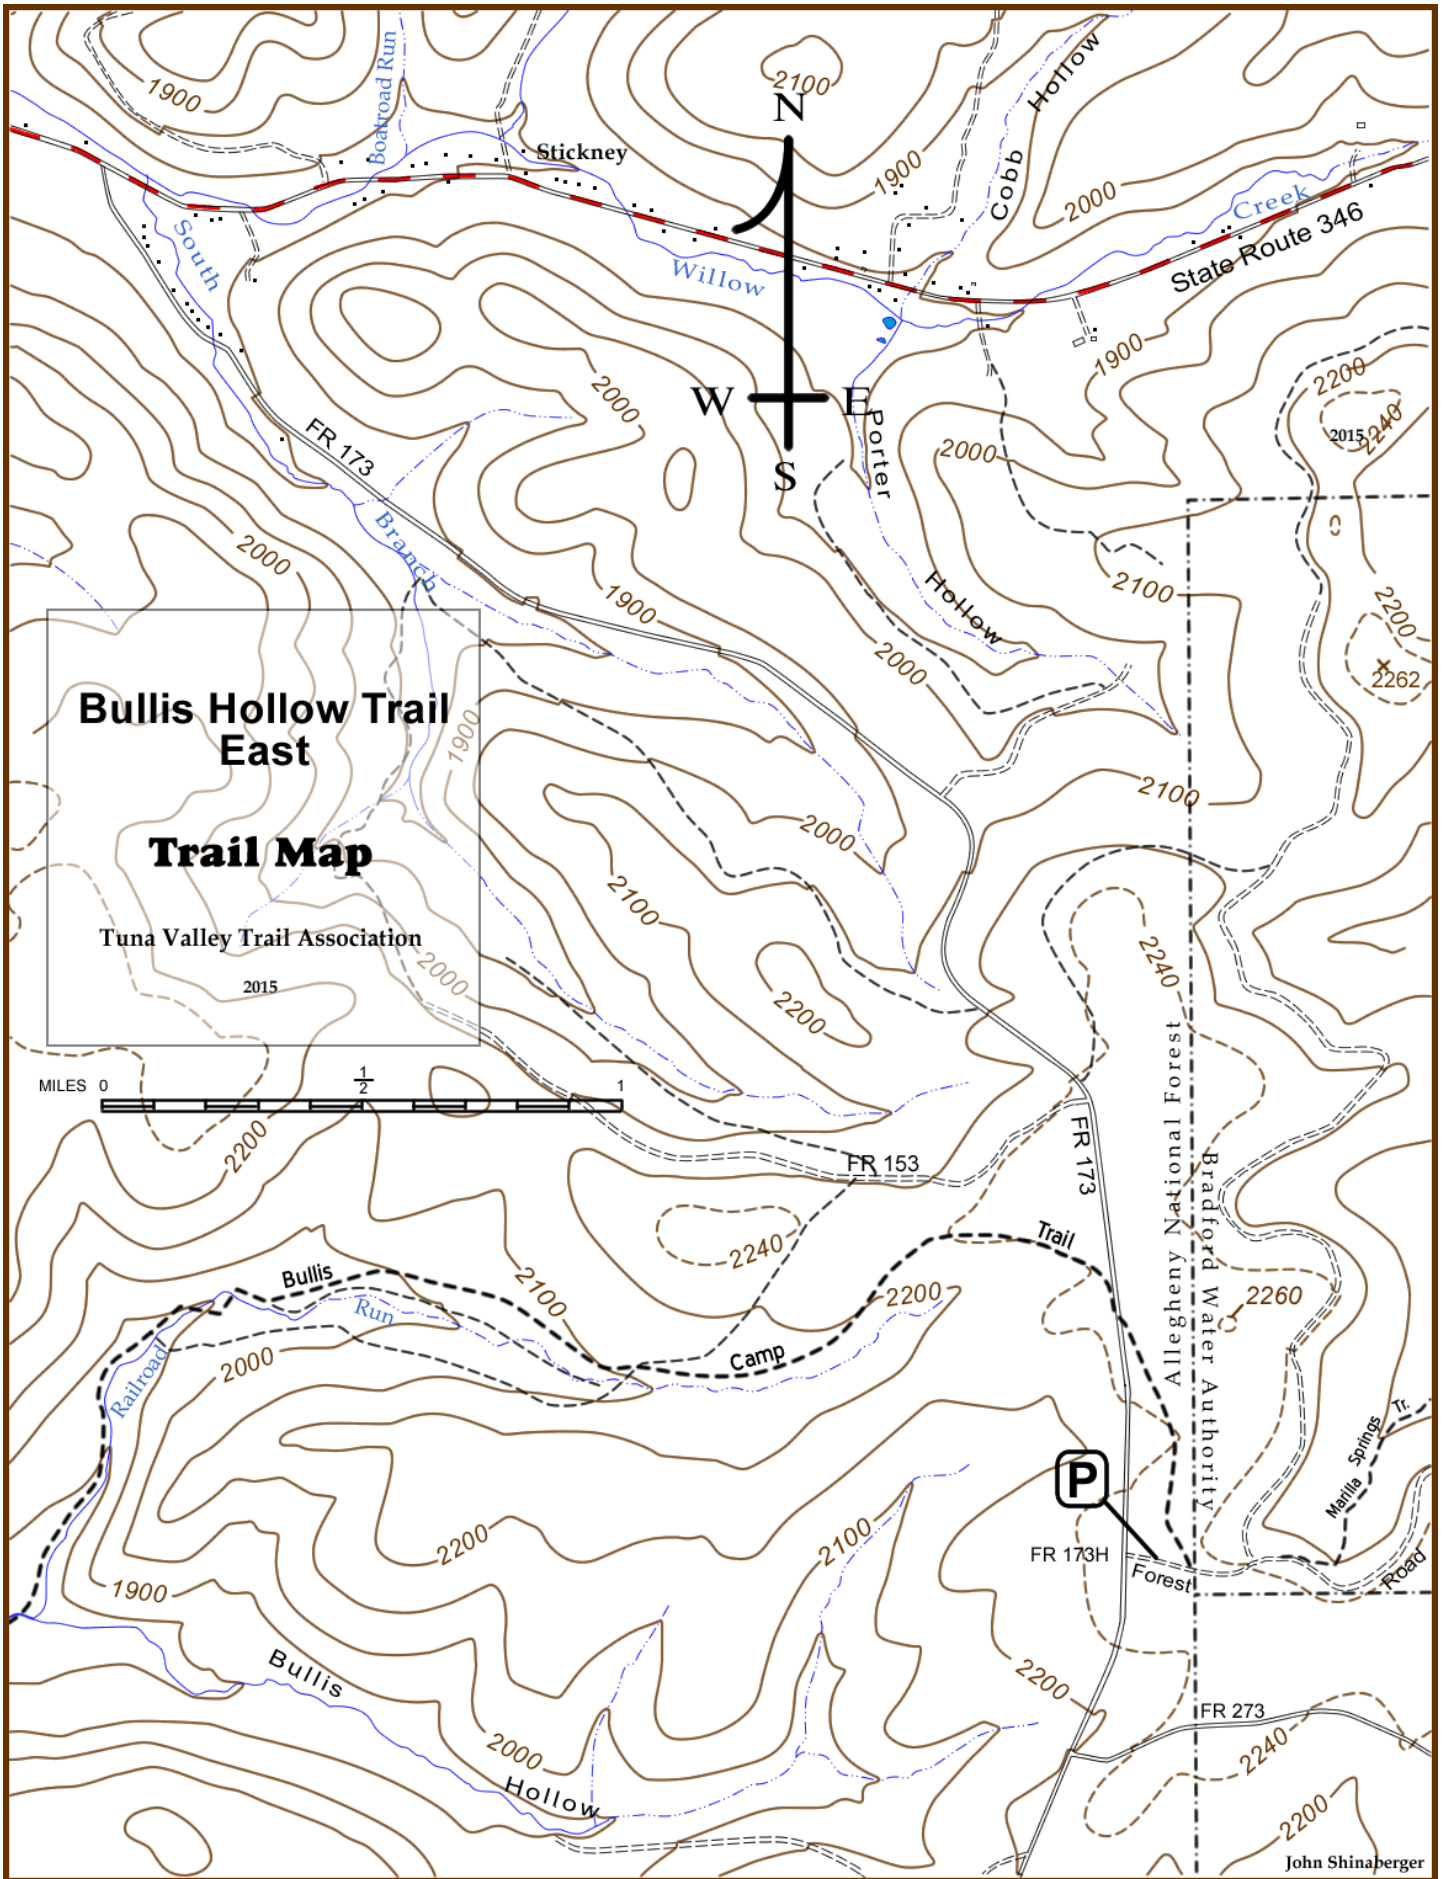 Boatroad Run
1900
2100
N
Hollow
Cobb
Stickney
1900
2000
Creek
State Route 346
South
Willow
1900
2200
2240
2015
W
E
S
Porter
2000
2000
FR 173
Branch
2000
1900
Hollow
2100
2200
2262
2000
Bullis Hollow Trail
East
1900
Trail Map
Tuna Valley Trail Association
2015
2000
2100
2000
2100
2240
2200
MILES 0
1/2
1
2200
FR 153
FR 173
Allegheny National Forest
Bradford Water Authority
Trail
2240
Bullis
Run
2100
2200
2260
Camp
2000
Railroad
Marilla Springs Tr.
P
2200
2100
FR 173H
Forest
Road
1900
Bullis
2200
FR 273
2240
2000
Hollow
2200
John Shinaberger